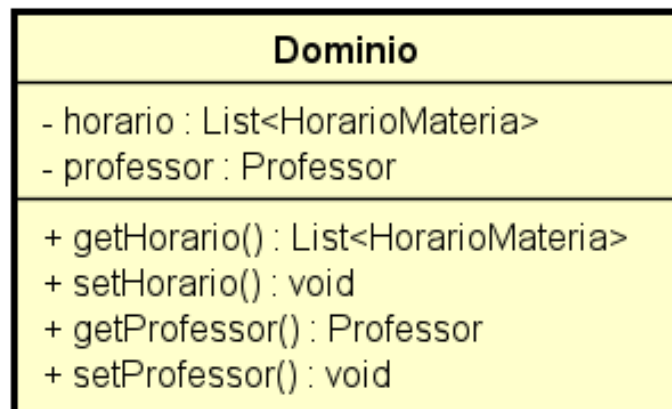 Dominio
- horario : List<HorarioMateria>
- professor : Professor
+ getHorario() : List<HorarioMateria>
+ setHorario() : void
+ getProfessor() : Professor
+ setProfessor() : void